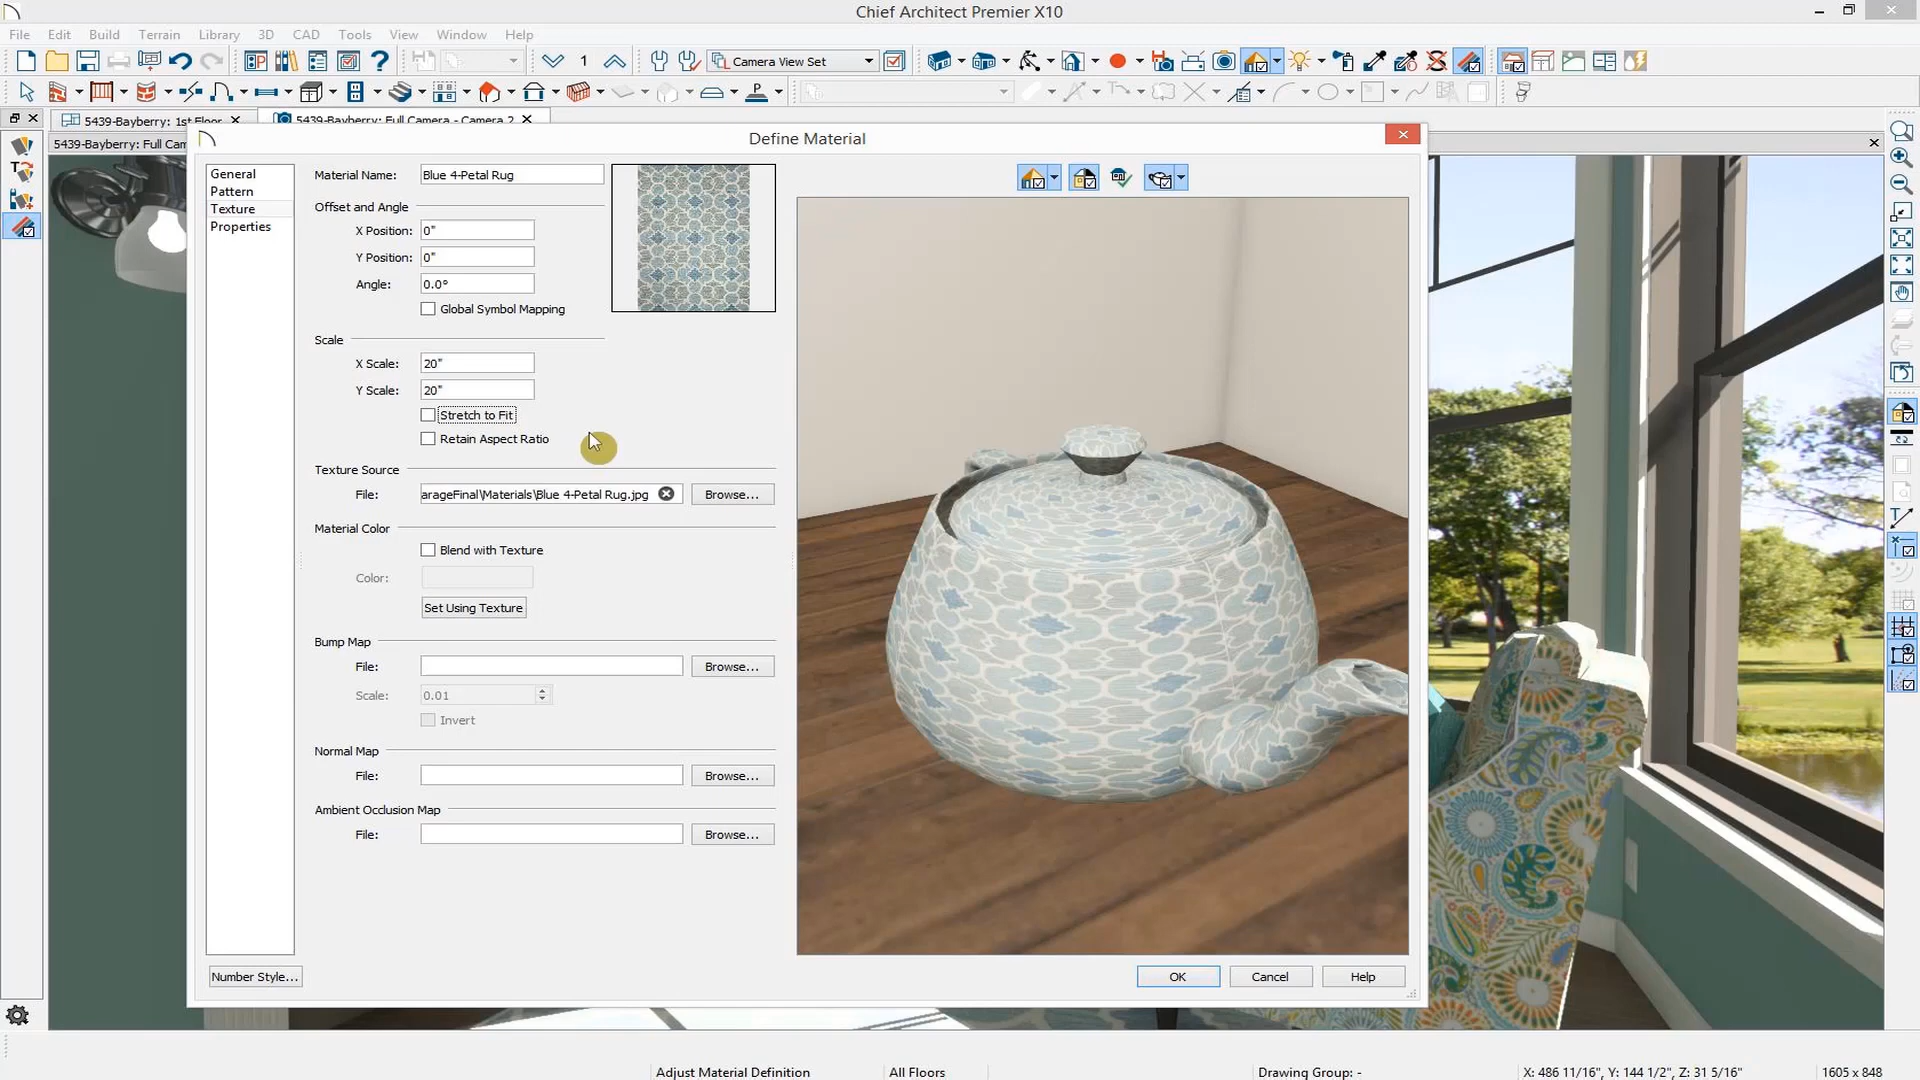 Chief Architect Premier X10
File Edit Build Terrain Library 3D CAD Tools View Window Help
1 Camera View Set
5439-Bayberry: 1st Floor 5439-Bayberry: Full Camera - Camera 2
5439-Bayberry: Full Cam
Define Material
General
Pattern
Texture
Properties
Material Name: Blue 4-Petal Rug
Offset and Angle
X Position: 0"
Y Position: 0"
Angle: 0.0°
Global Symbol Mapping
Scale
X Scale: 20"
Y Scale: 20"
Stretch to Fit
Retain Aspect Ratio
Texture Source
File: arageFinal\Materials\Blue 4-Petal Rug.jpg Browse...
Material Color
Blend with Texture
Color:
Set Using Texture
Bump Map
File: Browse...
Scale: 0.01
Invert
Normal Map
File: Browse...
Ambient Occlusion Map
File: Browse...
Number Style... OK Cancel Help
Adjust Material Definition All Floors Drawing Group: - X: 486 11/16", Y: 144 1/2", Z: 31 5/16" 1605 x 848